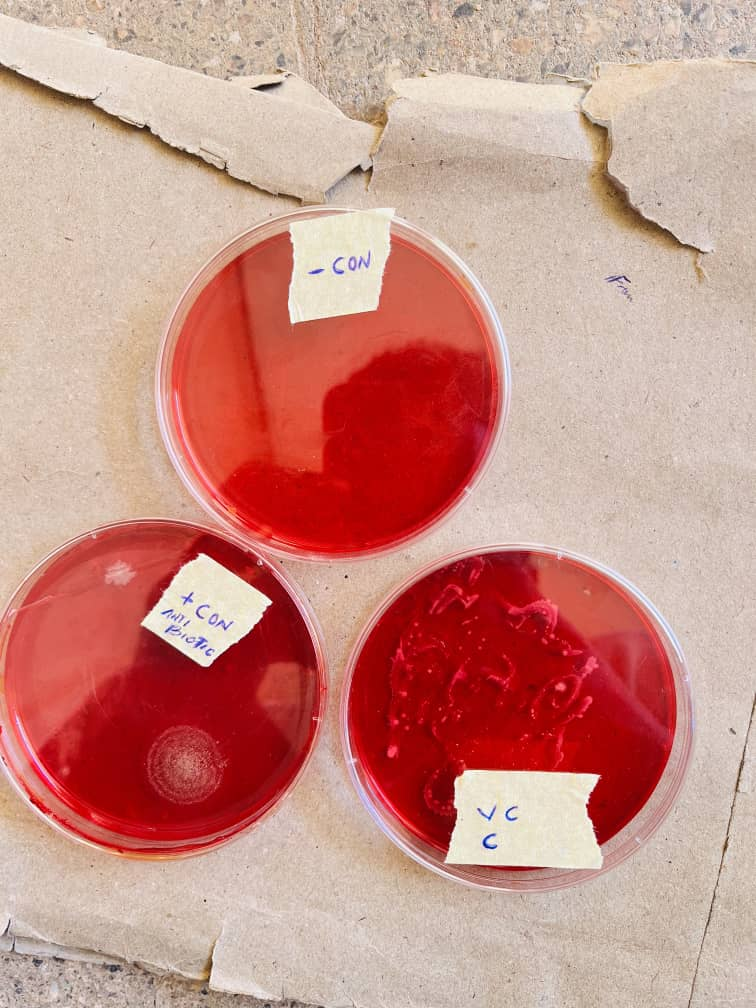 - CON
+ CON
ANTI
BIOTIC
VC
C